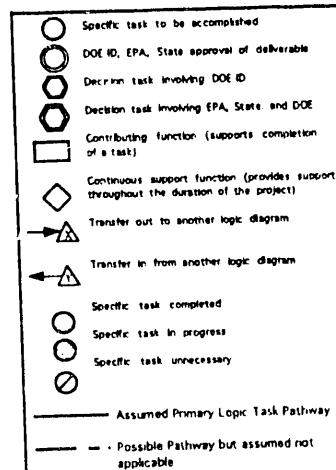 Specific task to be accomplished
DOE ID, EPA, State approval of deliverable
Decision task involving DOE ID
Decision task involving EPA, State, and DOE
Contributing function (supports completion
of a task)
Continuous support function (provides support
throughout the duration of the project)
X
Transfer out to another logic diagram
Transfer in from another logic diagram
Specific task completed
Specific task in progress
Specific task unnecessary
Assumed Primary Logic Task Pathway
Possible Pathway but assumed not
applicable